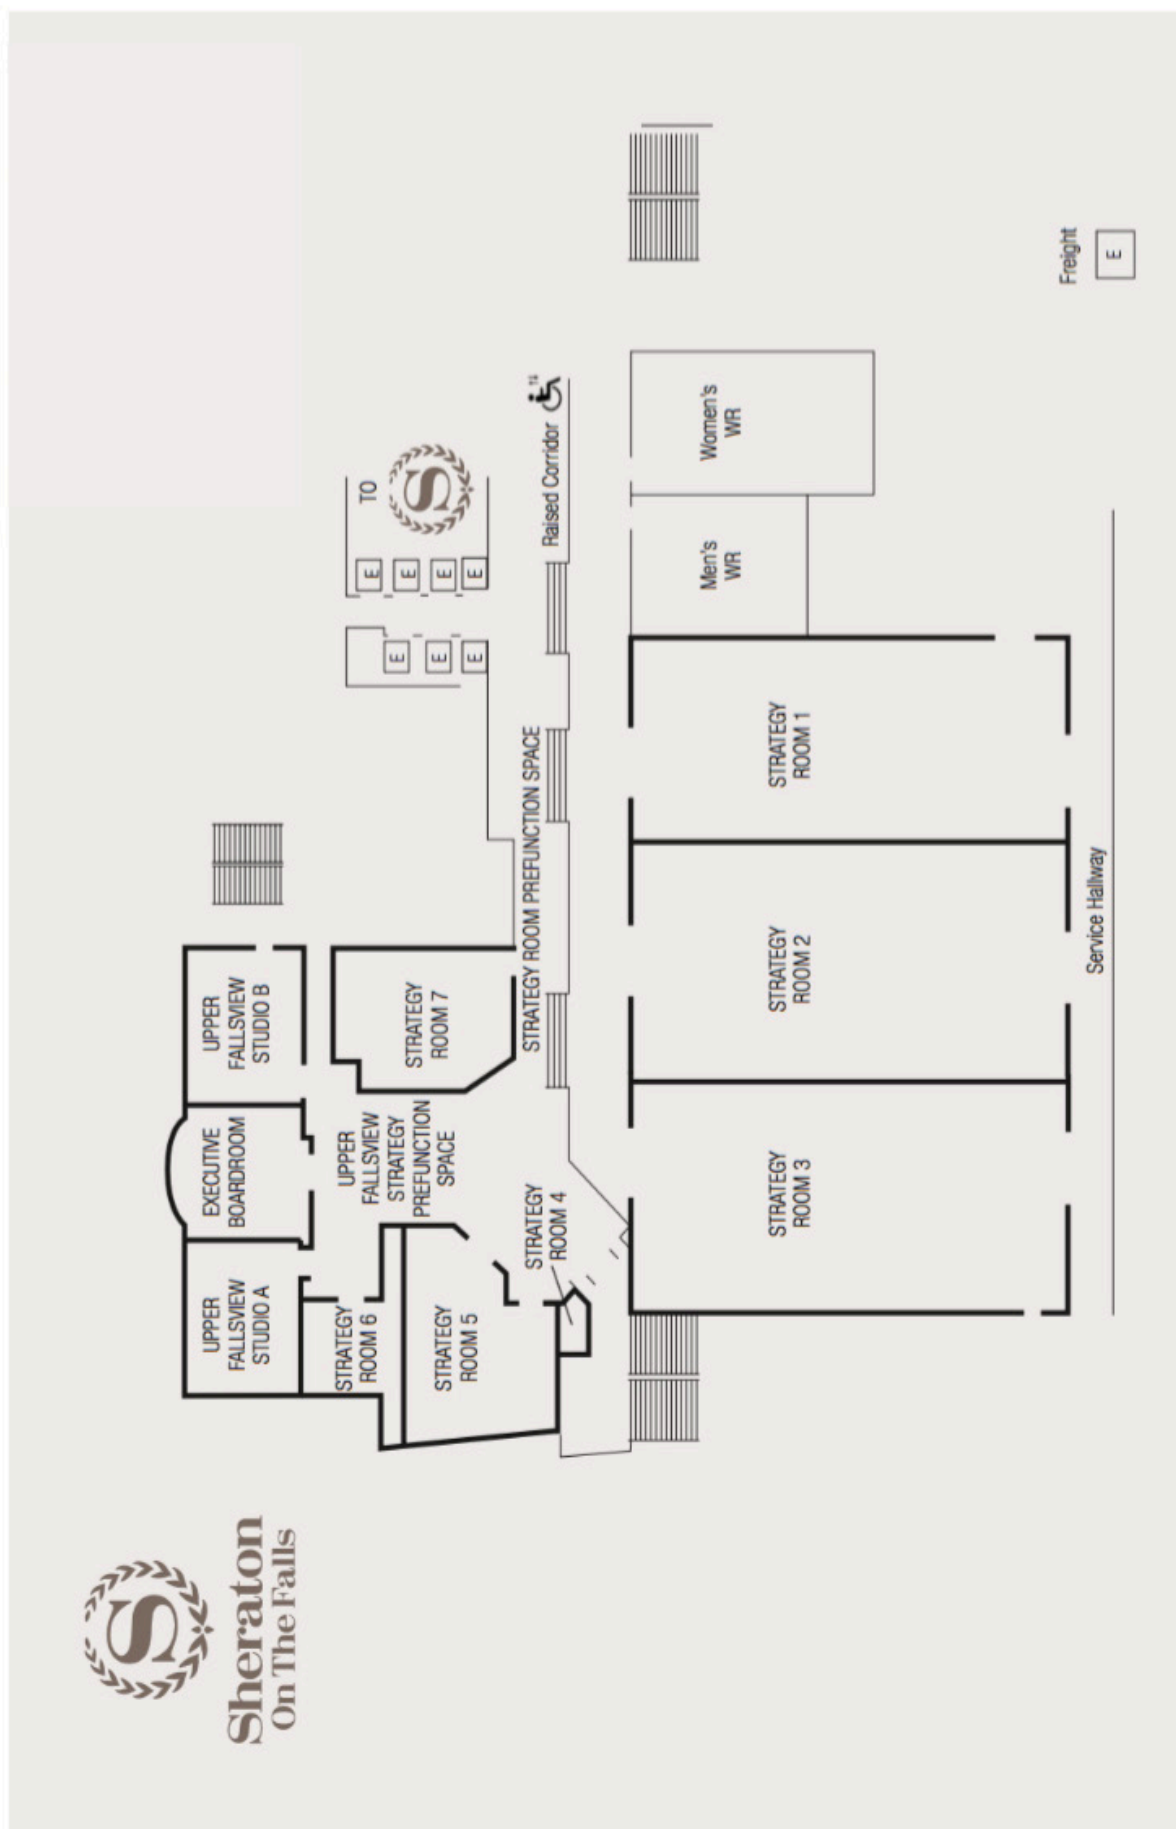 S
Sheraton
On The Falls
UPPER
FALLSVIEW
STUDIO A
EXECUTIVE
BOARDROOM
UPPER
FALLSVIEW
STUDIO B
STRATEGY
ROOM 6
UPPER
FALLSVIEW
STRATEGY
PREFUNCTION
SPACE
STRATEGY
ROOM 7
STRATEGY
ROOM 5
E
E
E
E
E
E
E
TO
S
STRATEGY
ROOM 4
STRATEGY ROOM PREFUNCTION SPACE
Raised Corridor
STRATEGY
ROOM 3
STRATEGY
ROOM 2
STRATEGY
ROOM 1
Men's
WR
Women's
WR
Service Hallway
Freight
E